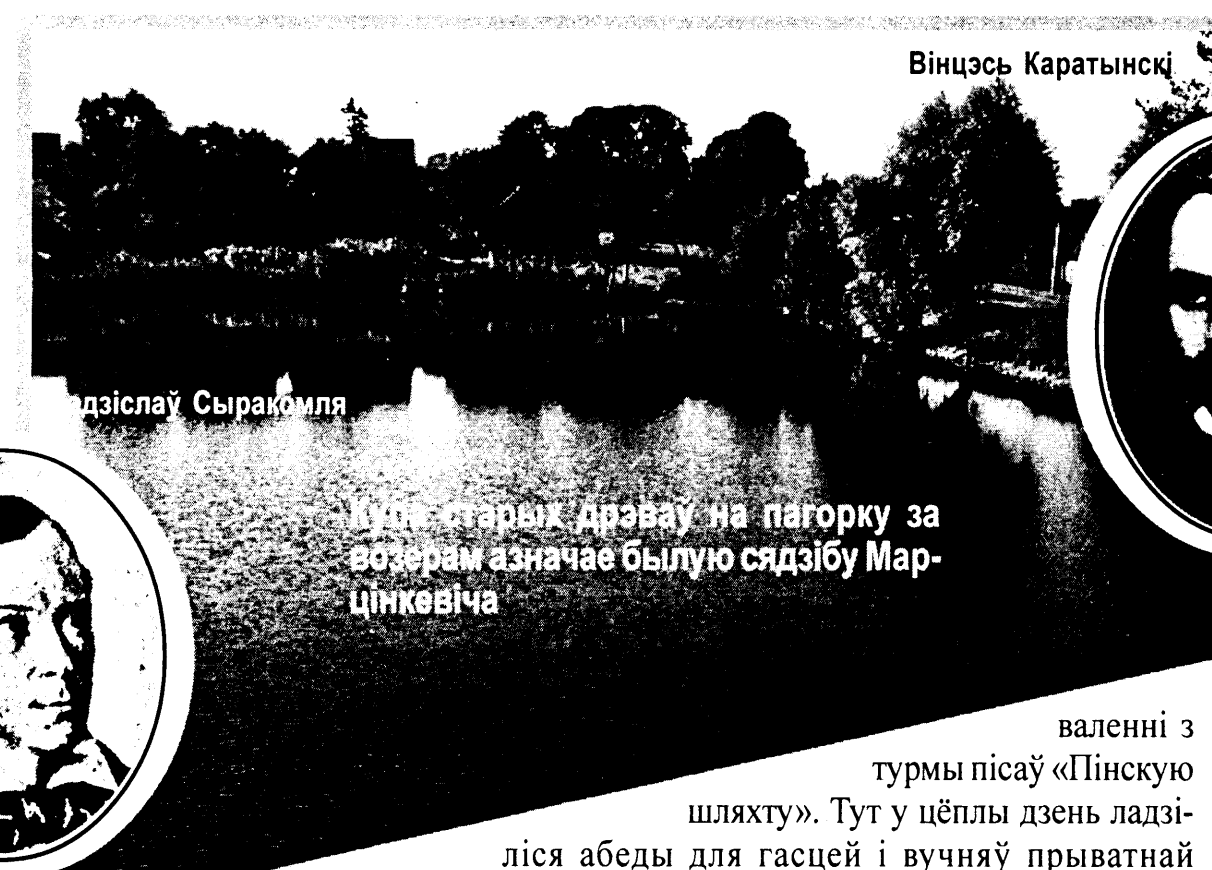 Вінцэсь Каратынскі
дзіслаў Сыракомля
Купа старых дрэваў на пагорку за
возерам азначае былую сядзібу Мар-
цінкевіча
валенні з
турмы пісаў «Пінскую
шляхту». Тут у цёплы дзень ладзі-
ліся абеды для гасцей і вучняў прыватнай